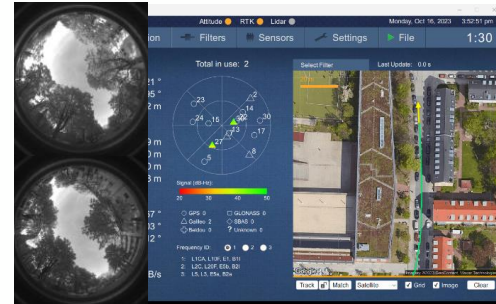 Attitude RTK Lidar Monday, Oct 16, 2023 3:52:51 pm
ion Filters Sensors Settings File 1:30
Total in use: 2
Select Filter Last Update: 0.0 s
23
2
14
24
15
30
13
17
27
5
8
Signal (dB-Hz):
20 30 40 50
GPS 0 GLONASS 0
Galileo 2 SBAS 0
Beidou 0 ? Unknown 0
Frequency ID: 1 2 3
1: L1CA, L10F, E1, B1I
2: L2C, L20F, E5b, B2I
3: L5, L3, E5a, B2a
B/s
Google
Track Match Satellite Grid Image Clear